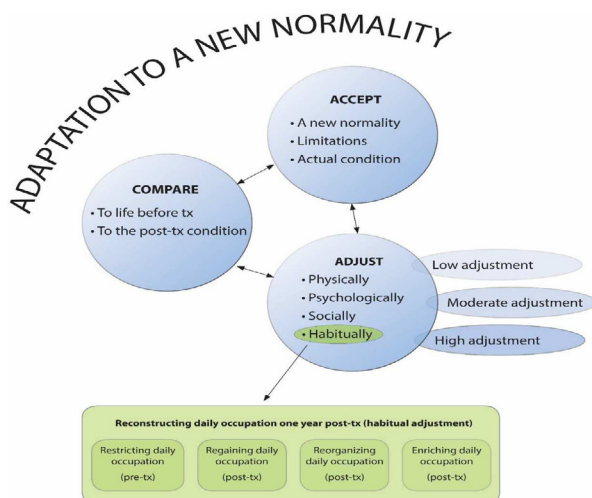 ADAPTATION TO A NEW NORMALITY
ACCEPT
• A new normality
• Limitations
• Actual condition
COMPARE
• To life before tx
• To the post-tx condition
ADJUST
• Physically
• Psychologically
• Socially
• Habitually
Low adjustment
Moderate adjustment
High adjustment
Reconstructing daily occupation one year post-tx (habitual adjustment)
Restricting daily
occupation
(pre-tx)
Regaining daily
occupation
(post-tx)
Reorganizing
daily occupation
(post-tx)
Enriching daily
occupation
(post-tx)